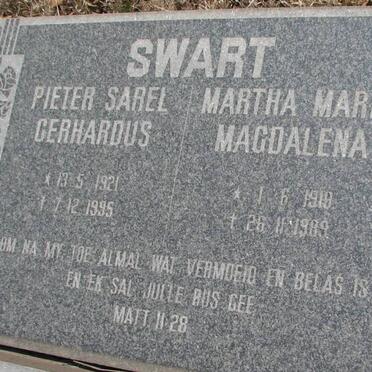 SWART
PIETER SAREL
GERHARDUS
* 13·5·1921
† 7·12·1995
MARTHA MAR
MAGDALENA
* 1·6·1918
† 26·11·1989
KOM NA MY TOE ALMAL WAT VERMOEID EN BELAS IS
EN EK SAL JULLE RUS GEE
MATT 11·28